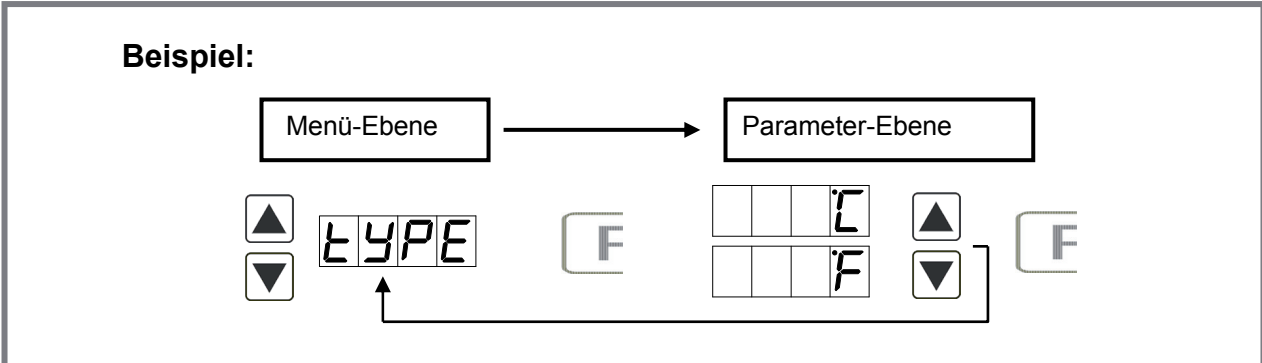 Beispiel:
Menü-Ebene
Parameter-Ebene
tYPE
F
°C
F
°F